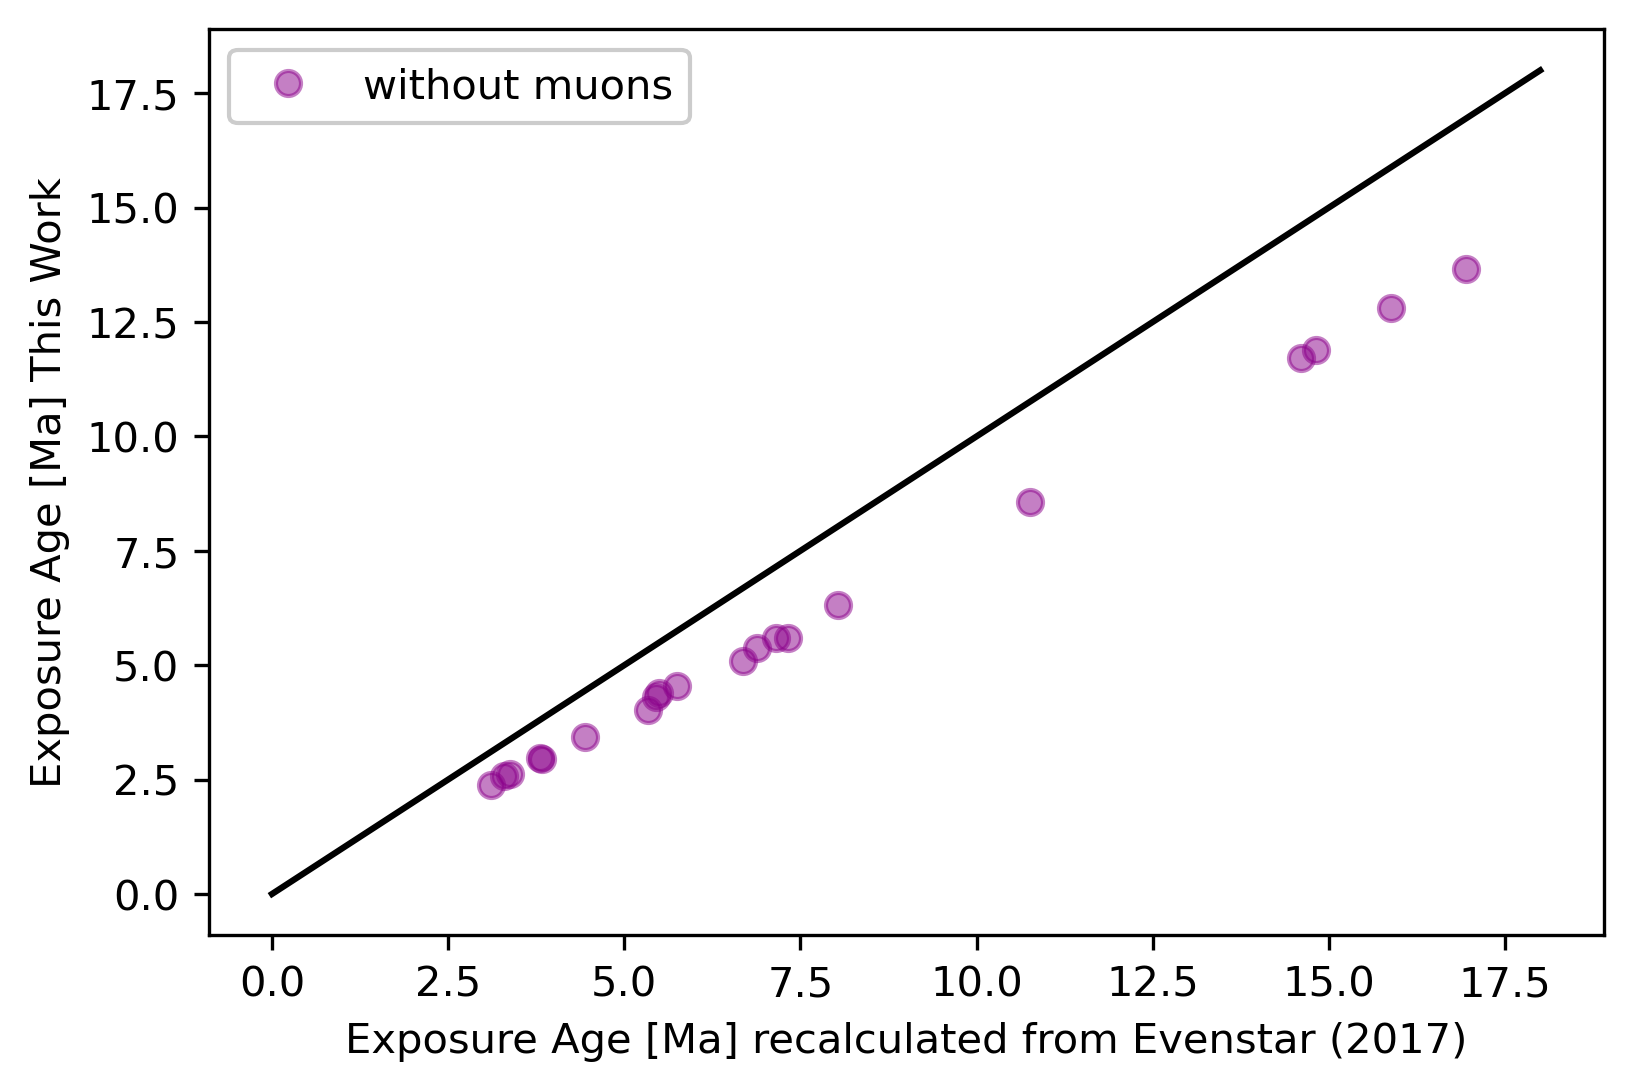 without muons
17.5
15.0
12.5
10.0
7.5
5.0
2.5
0.0
Exposure Age [Ma] This Work
0.0 2.5 5.0 7.5 10.0 12.5 15.0 17.5
Exposure Age [Ma] recalculated from Evenstar (2017)